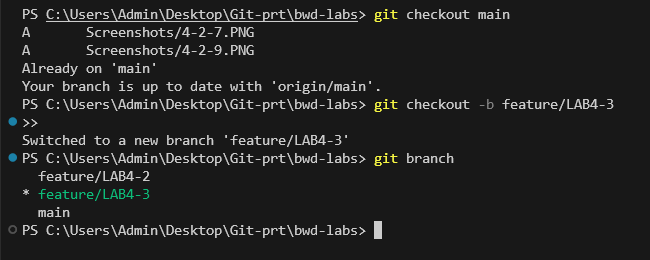 PS C:\Users\Admin\Desktop\Git-prt\bwd-labs> git checkout main
A       Screenshots/4-2-7.PNG
A       Screenshots/4-2-9.PNG
Already on 'main'
Your branch is up to date with 'origin/main'.
PS C:\Users\Admin\Desktop\Git-prt\bwd-labs> git checkout -b feature/LAB4-3
>>
Switched to a new branch 'feature/LAB4-3'
PS C:\Users\Admin\Desktop\Git-prt\bwd-labs> git branch
  feature/LAB4-2
* feature/LAB4-3
  main
PS C:\Users\Admin\Desktop\Git-prt\bwd-labs>